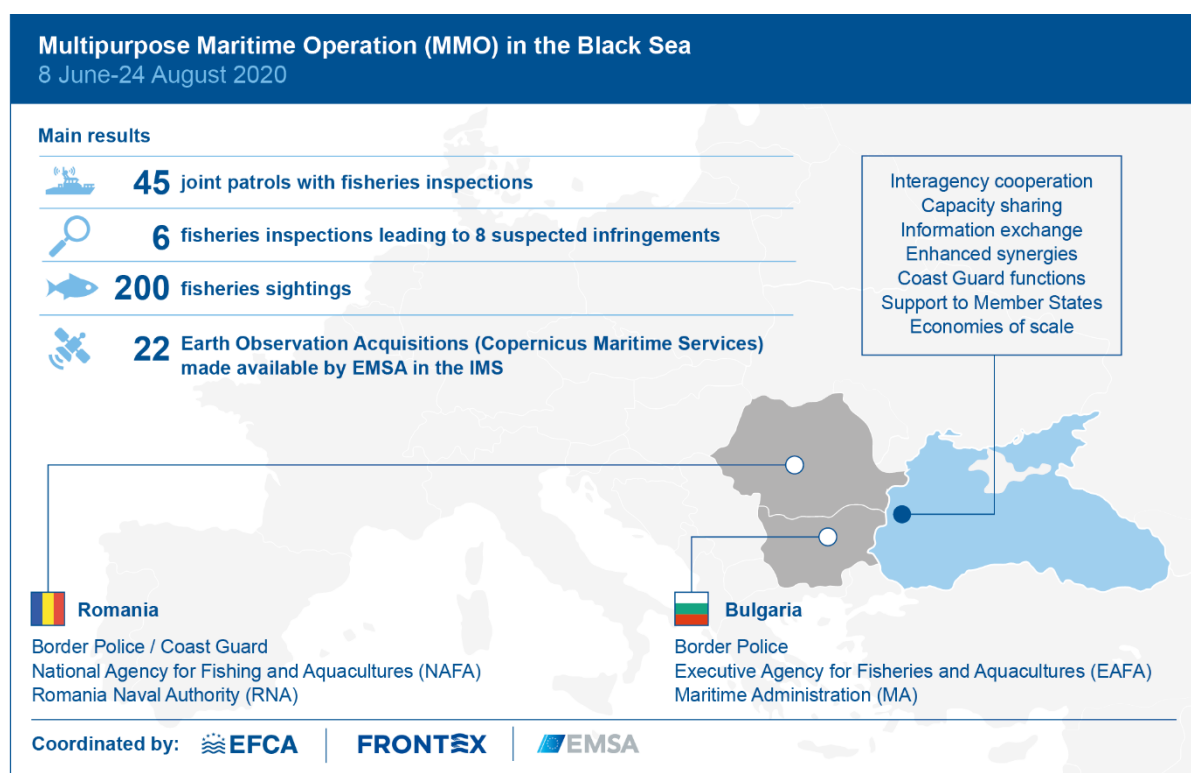 Multipurpose Maritime Operation (MMO) in the Black Sea
8 June-24 August 2020
Main results
45 joint patrols with fisheries inspections
6 fisheries inspections leading to 8 suspected infringements
200 fisheries sightings
22 Earth Observation Acquisitions (Copernicus Maritime Services)
made available by EMSA in the IMS
Interagency cooperation
Capacity sharing
Information exchange
Enhanced synergies
Coast Guard functions
Support to Member States
Economies of scale
Romania
Border Police / Coast Guard
National Agency for Fishing and Aquacultures (NAFA)
Romania Naval Authority (RNA)
Bulgaria
Border Police
Executive Agency for Fisheries and Aquacultures (EAFA)
Maritime Administration (MA)
Coordinated by: EFCA FRONTEX EMSA